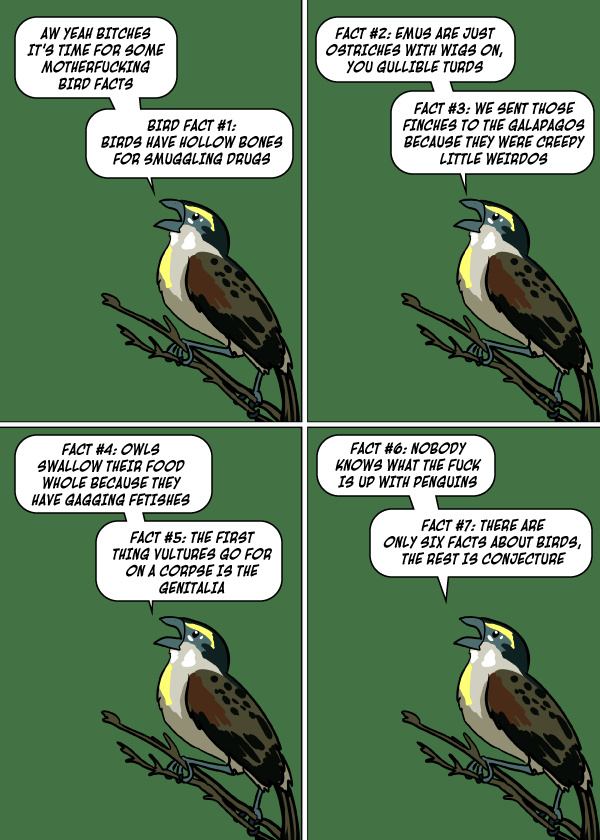 AW YEAH BITCHES
IT'S TIME FOR SOME
MOTHERFUCKING
BIRD FACTS
BIRD FACT #1:
BIRDS HAVE HOLLOW BONES
FOR SMUGGLING DRUGS
FACT #2: EMUS ARE JUST
OSTRICHES WITH WIGS ON,
YOU GULLIBLE TURDS
FACT #3: WE SENT THOSE
FINCHES TO THE GALAPAGOS
BECAUSE THEY WERE CREEPY
LITTLE WEIRDOS
FACT #4: OWLS
SWALLOW THEIR FOOD
WHOLE BECAUSE THEY
HAVE GAGGING FETISHES
FACT #5: THE FIRST
THING VULTURES GO FOR
ON A CORPSE IS THE
GENITALIA
FACT #6: NOBODY
KNOWS WHAT THE FUCK
IS UP WITH PENGUINS
FACT #7: THERE ARE
ONLY SIX FACTS ABOUT BIRDS,
THE REST IS CONJECTURE